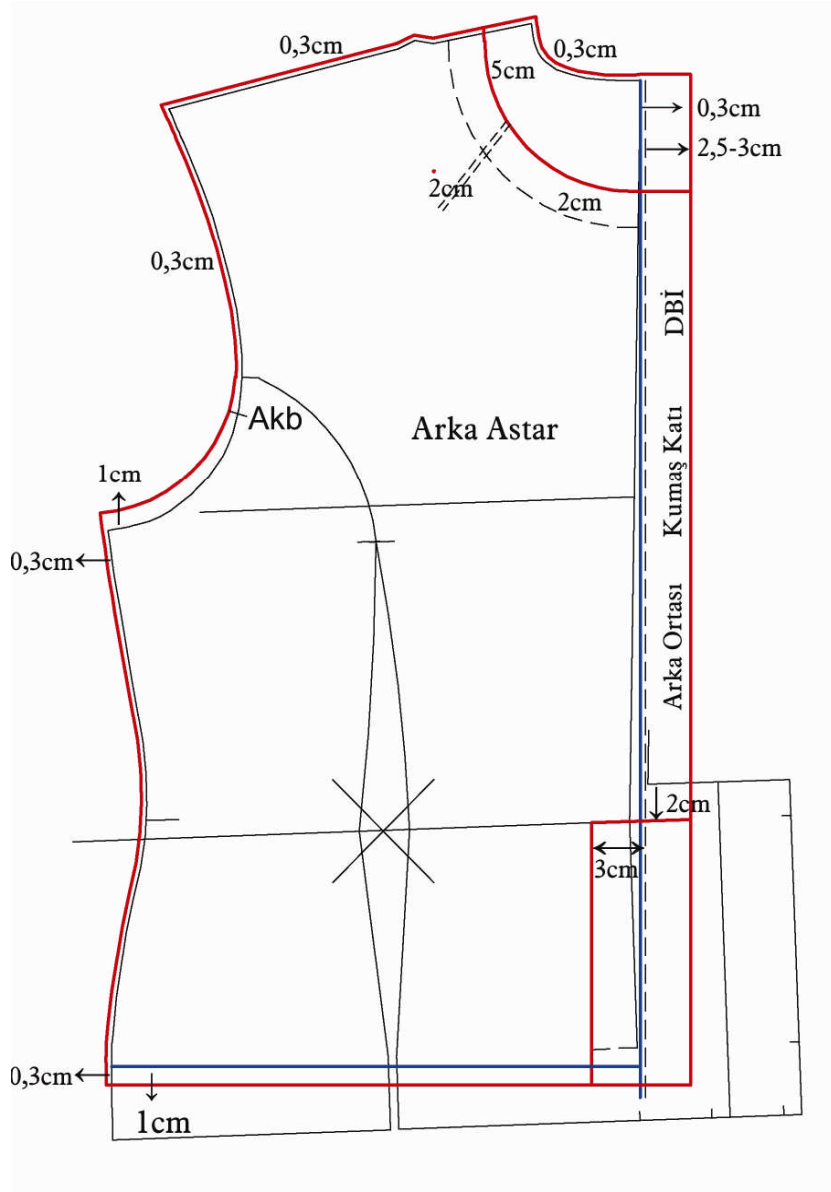 0,3cm
0,3cm
5cm
0,3cm
2,5-3cm
2cm
2cm
0,3cm
DBİ
Akb
Arka Astar
Kumaş Katı
1cm
0,3cm
Arka Ortası
2cm
3cm
0,3cm
1cm